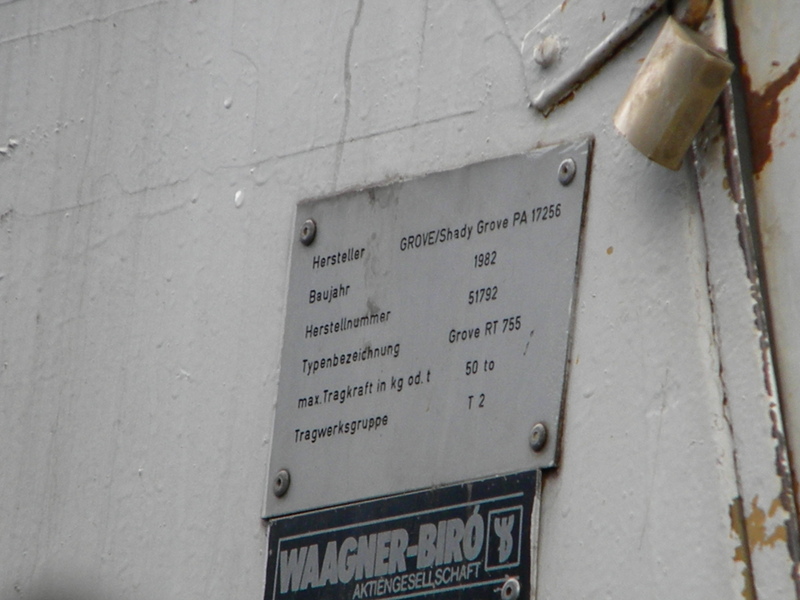 Hersteller GROVE/Shady Grove PA 17256
Baujahr 1982
Herstellnummer 51792
Typenbezeichnung Grove RT 755
max.Tragkraft in kg od. t 50 to
Tragwerksgruppe T 2
WAAGNER-BIRÓ
AKTIENGESELLSCHAFT